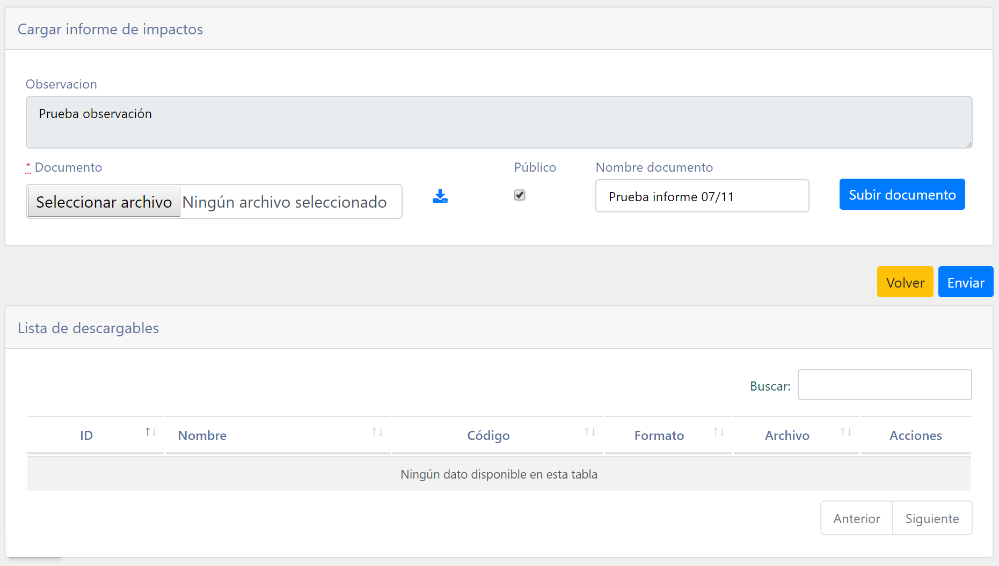 Cargar informe de impactos
Observacion
Prueba observación
* Documento Público Nombre documento
Seleccionar archivo Ningún archivo seleccionado Prueba informe 07/11 Subir documento
Volver Enviar
Lista de descargables
Buscar:
ID Nombre Código Formato Archivo Acciones
Ningún dato disponible en esta tabla
Anterior Siguiente